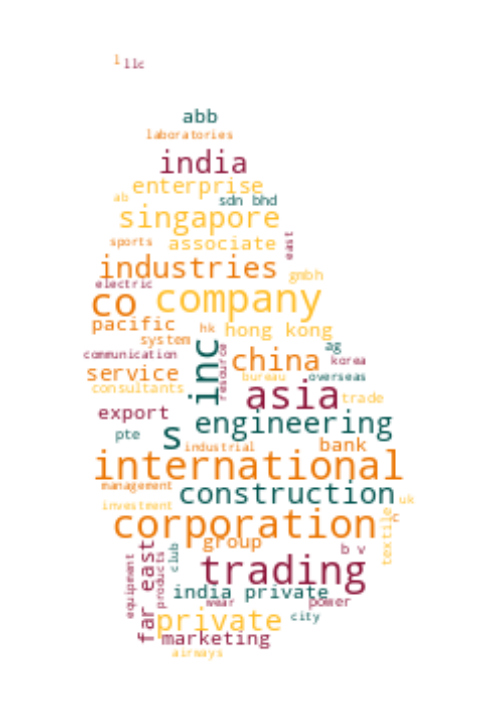 l llc
abb
laboratories
india
enterprise
ab sdn bhd
singapore
sports associate east
industries gmbh
electric
co company
pacific hk hong kong
system inc ag
communication resource china korea
service bureau overseas
consultants asia trade
export engineering
pte s industrial bank
international
management construction uk
investment
corporation c
group textile
club b v
equipment far east products trading
india private
wear power
private city
marketing
airways